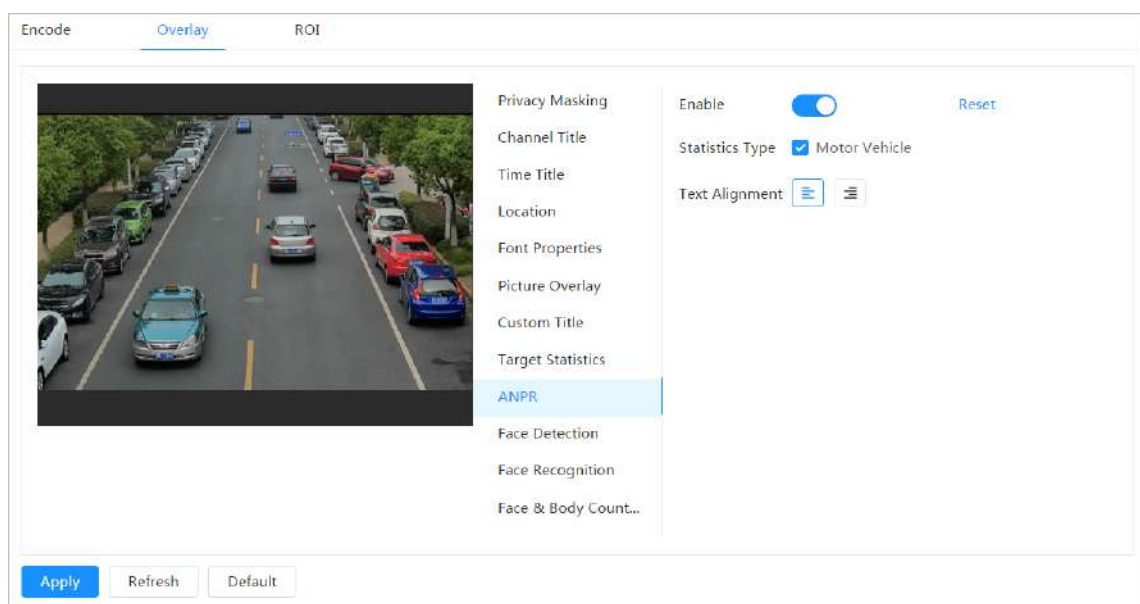 Encode Overlay ROI
Privacy Masking
Channel Title
Time Title
Location
Font Properties
Picture Overlay
Custom Title
Target Statistics
ANPR
Face Detection
Face Recognition
Face & Body Count...
Enable Reset
Statistics Type Motor Vehicle
Text Alignment
Apply Refresh Default